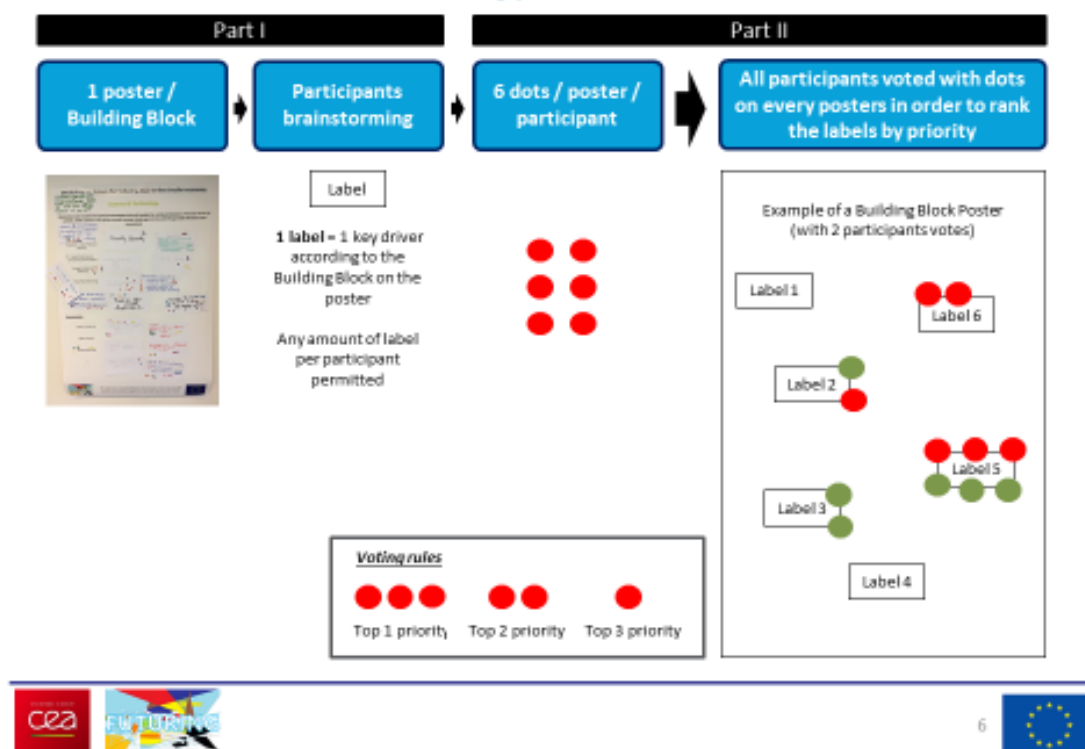 Part I
Part II
1 poster /
Building Block
Participants
brainstorming
6 dots / poster /
participant
All participants voted with dots
on every posters in order to rank
the labels by priority
Label
1 label = 1 key driver
according to the
Building Block on the
poster
Any amount of label
per participant
permitted
Example of a Building Block Poster
(with 2 participants votes)
Label 1
Label 6
Label 2
Label 5
Label 3
Label 4
Voting rules
Top 1 priority
Top 2 priority
Top 3 priority
cea
FUTURING
6